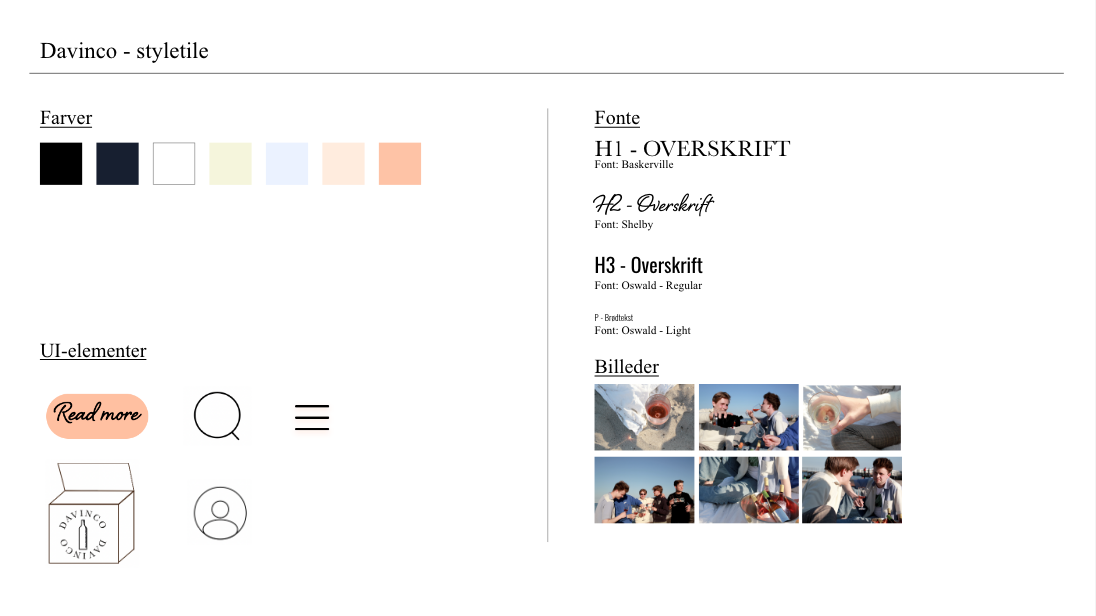 Davinco - styletile
Farver
UI-elementer
Read more
DAVINCO
DAVINCO
Fonte
H1 - OVERSKRIFT
Font: Baskerville
H2 - Overskrift
Font: Shelby
H3 - Overskrift
Font: Oswald - Regular
P - Brødtekst
Font: Oswald - Light
Billeder